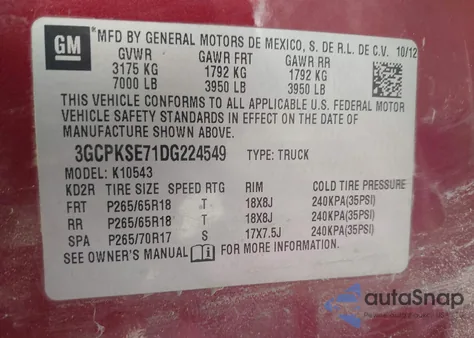 GM
MFD BY GENERAL MOTORS DE MEXICO, S. DE R.L. DE C.V. 10/12
GVWR GAWR FRT GAWR RR
3175 KG 1792 KG 1792 KG
7000 LB 3950 LB 3950 LB
THIS VEHICLE CONFORMS TO ALL APPLICABLE U.S. FEDERAL MOTOR
VEHICLE SAFETY STANDARDS IN EFFECT ON THE DATE OF
MANUFACTURE SHOWN ABOVE.
3GCPKSE71DG224549 TYPE: TRUCK
MODEL: K10543
KD2R TIRE SIZE SPEED RTG RIM COLD TIRE PRESSURE
FRT P265/65R18 T 18X8J 240KPA(35PSI)
RR P265/65R18 T 18X8J 240KPA(35PSI)
SPA P265/70R17 S 17X7.5J 240KPA(35PSI)
SEE OWNER'S MANUAL FOR MORE INFORMATION.
autoSnap